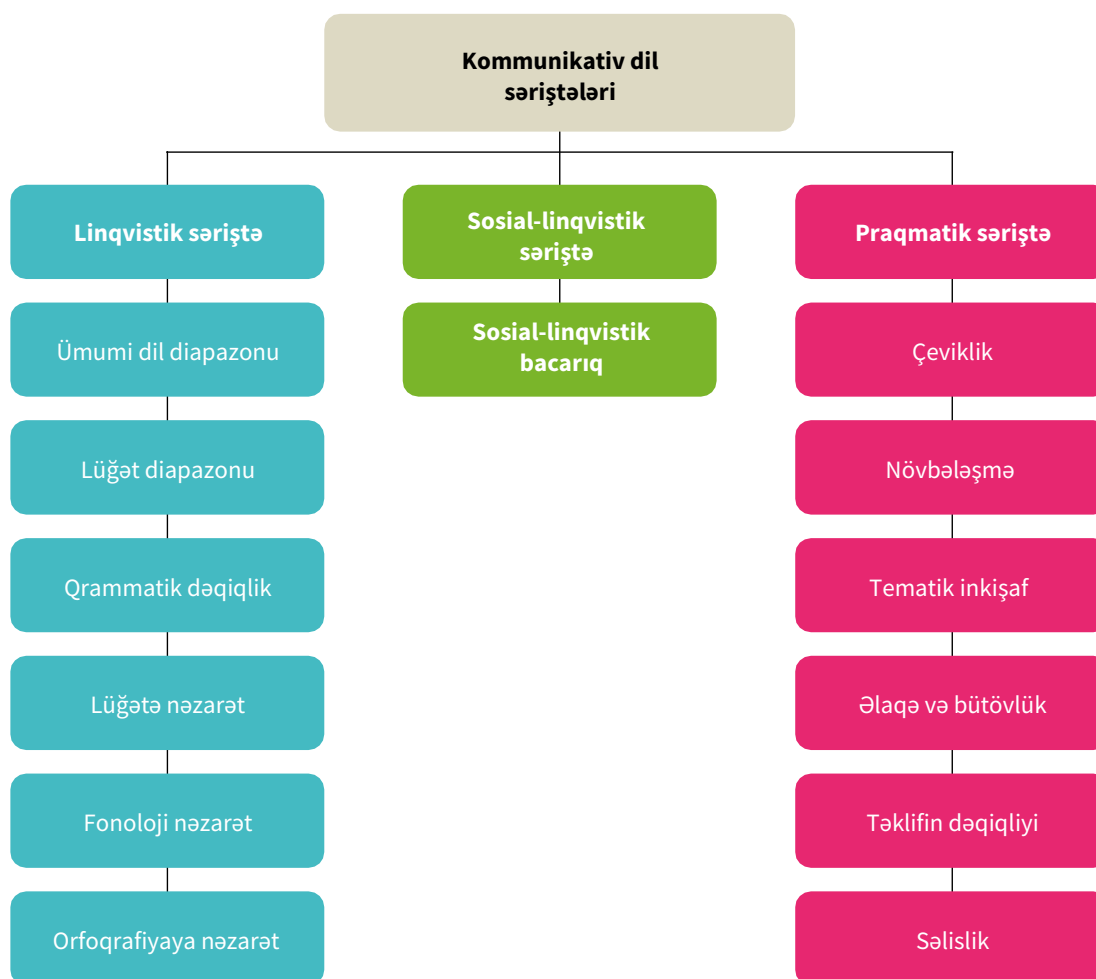 Kommunikativ dil
səriştələri
Linqvistik səriştə
Ümumi dil diapazonu
Lüğət diapazonu
Qrammatik dəqiqlik
Lüğətə nəzarət
Fonoloji nəzarət
Orfoqrafiyaya nəzarət
Sosial-linqvistik
səriştə
Sosial-linqvistik
bacarıq
Praqmatik səriştə
Çeviklik
Növbələşmə
Tematik inkişaf
Əlaqə və bütövlük
Təklifin dəqiqliyi
Səlislik